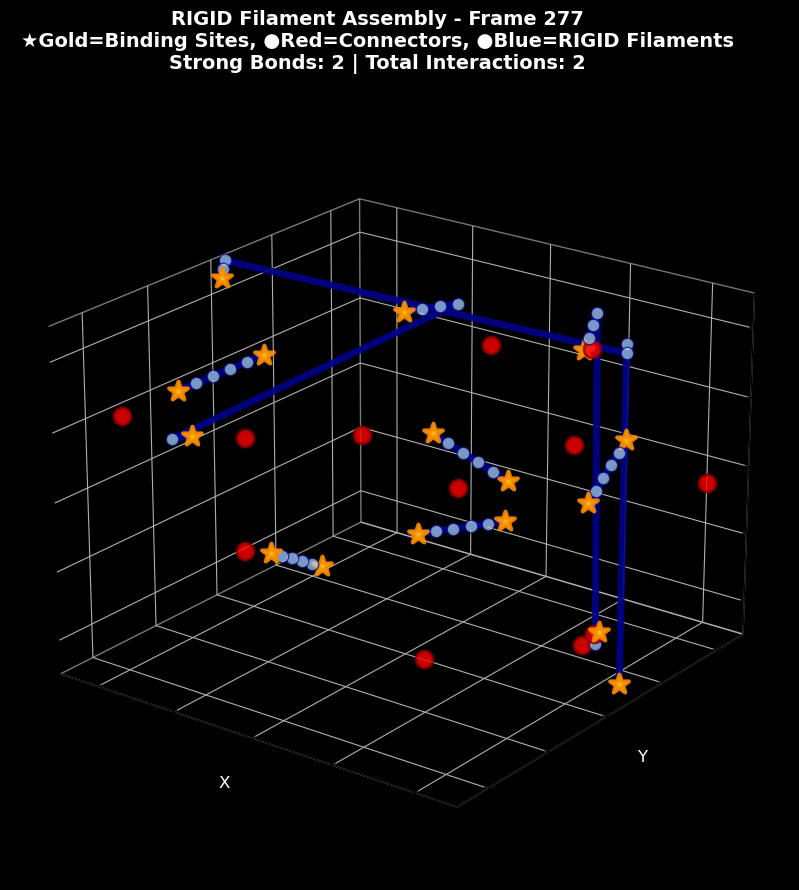 RIGID Filament Assembly - Frame 277
★Gold=Binding Sites, ●Red=Connectors, ●Blue=RIGID Filaments
Strong Bonds: 2 | Total Interactions: 2
Y
X